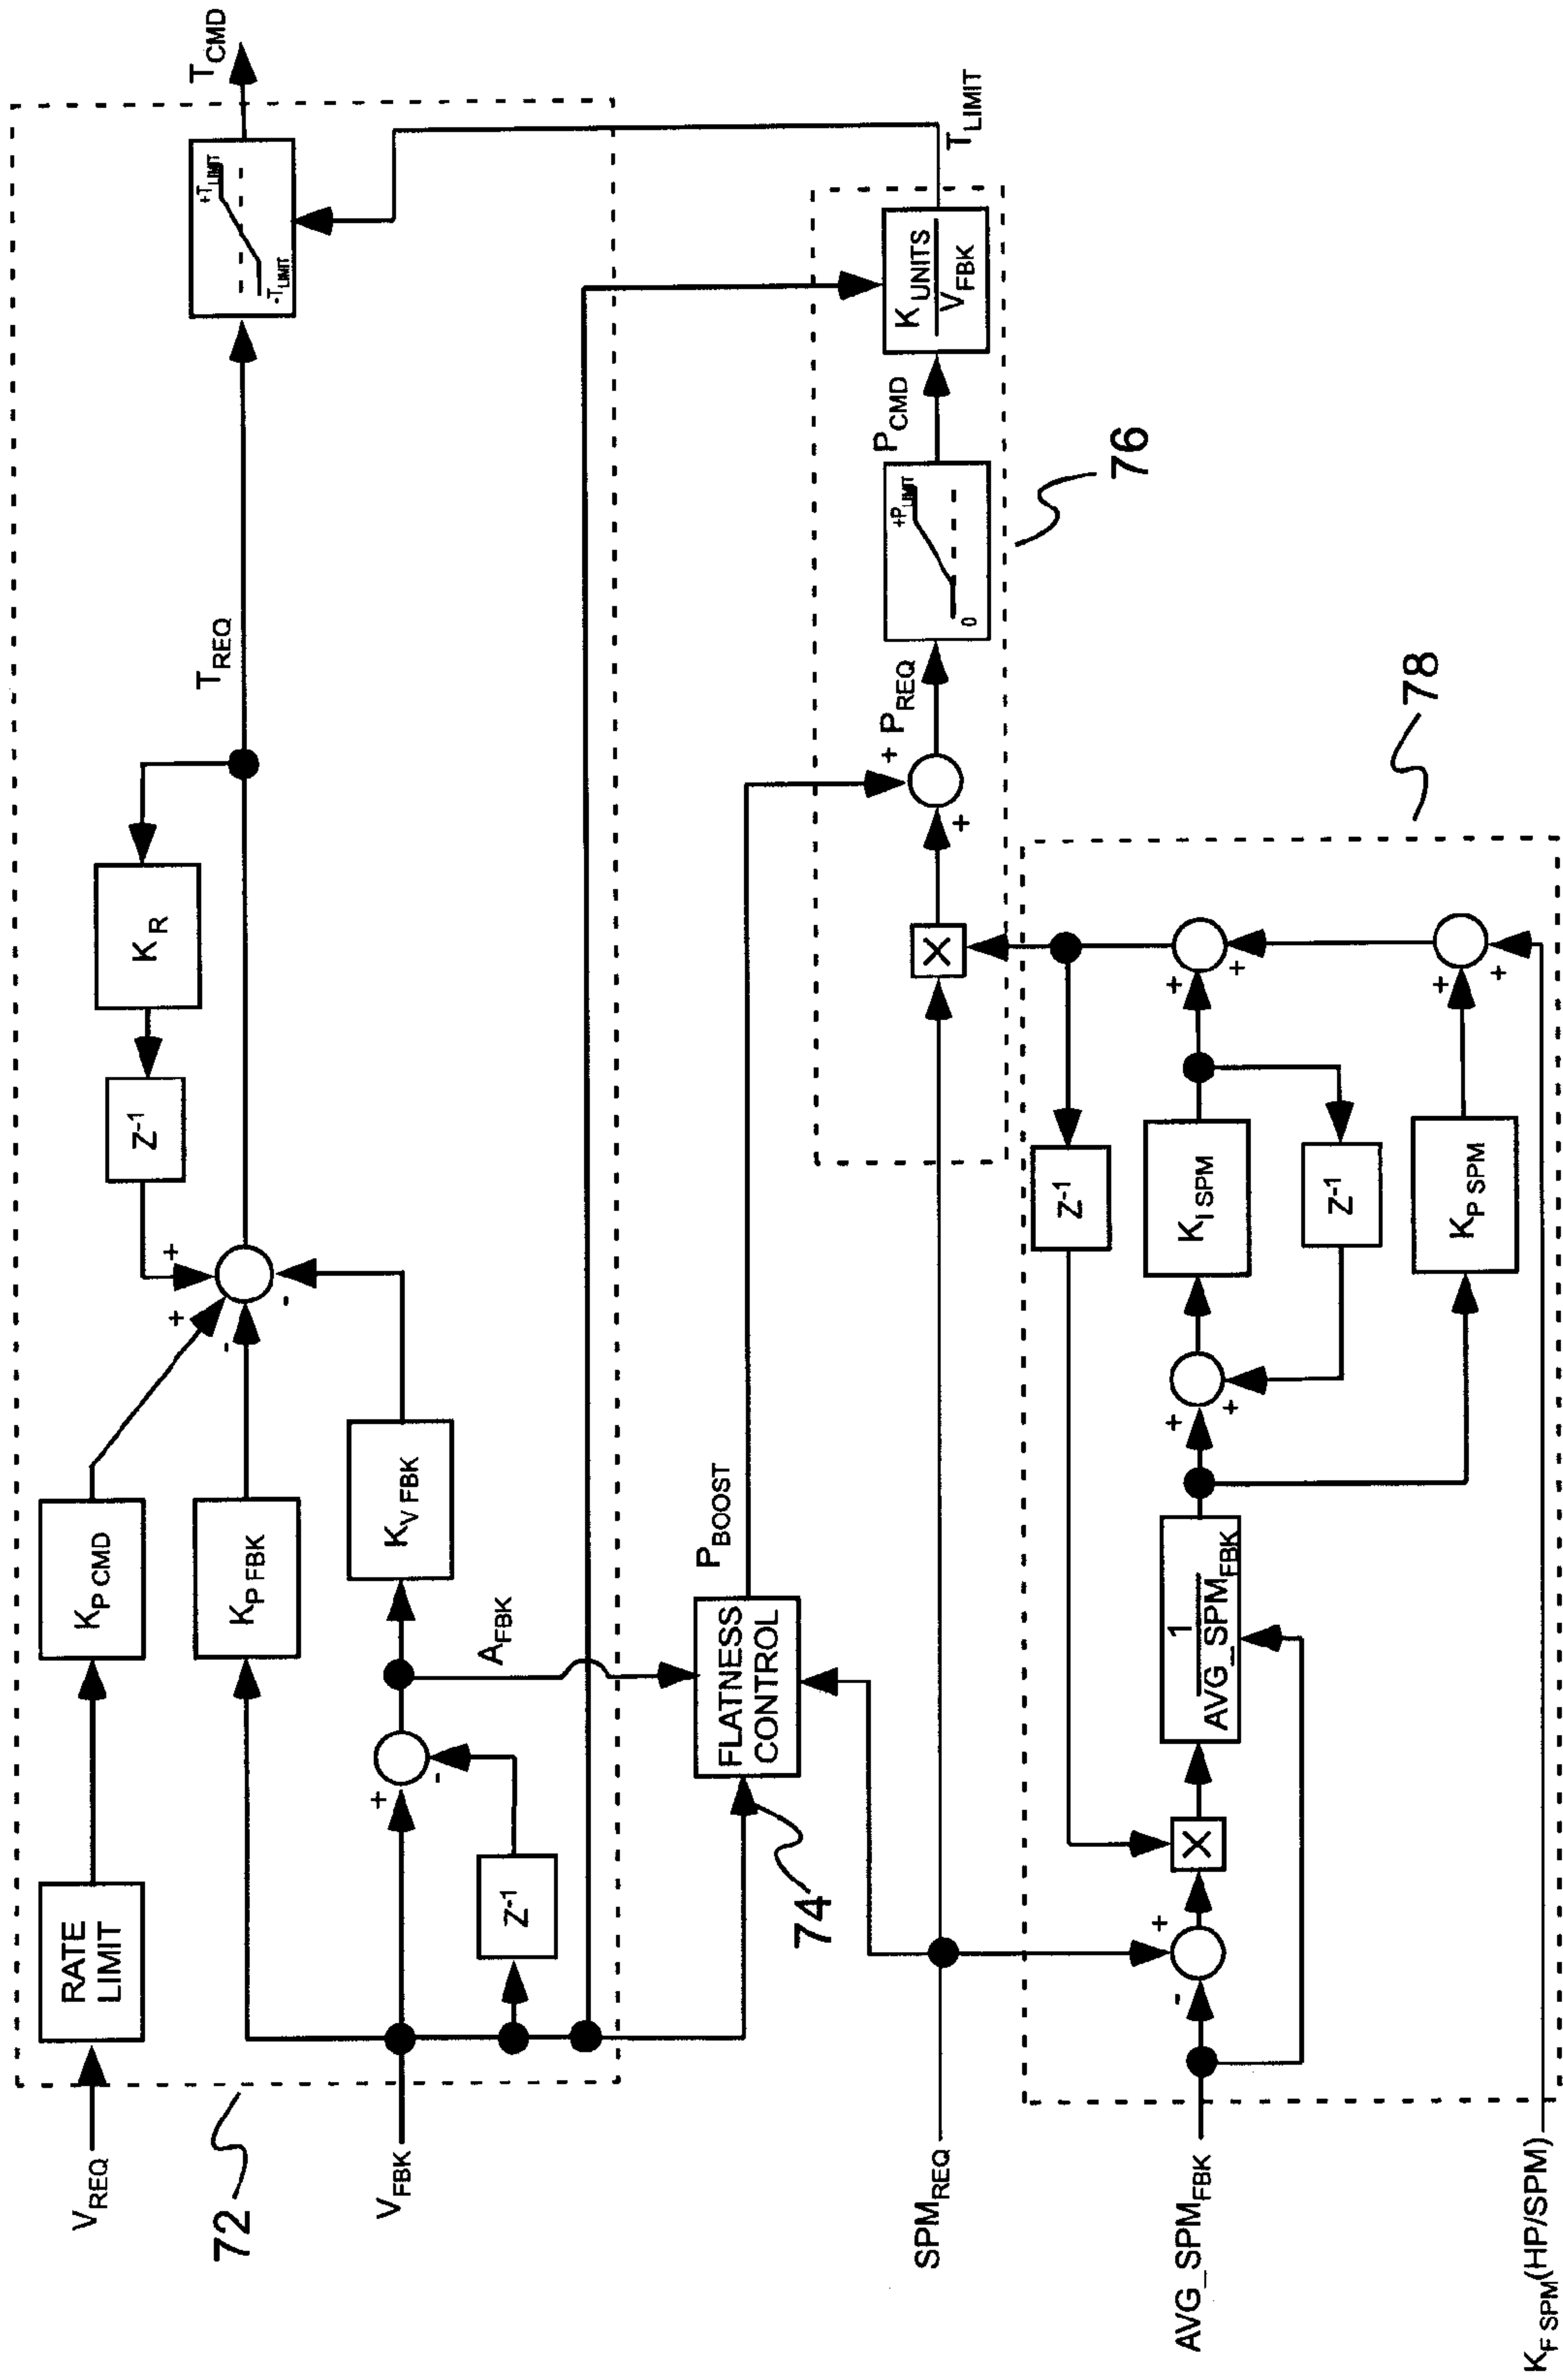 V_REQ
RATE LIMIT
K_P CMD
Z^-1
K_R
T_REQ
+T_LIMIT
-T_LIMIT
T_CMD
72
K_P FBK
+
+
-
-
V_FBK
+
-
Z^-1
A_FBK
K_V FBK
74
FLATNESS CONTROL
P_BOOST
+
P_REQ
+
X
SPM_REQ
+P_LIMIT
0
P_CMD
K_UNITS
V_FBK
T_LIMIT
76
78
AVG_SPM_FBK
-
+
X
1
AVG_SPM_FBK
+
+
K_I SPM
Z^-1
Z^-1
+
+
K_P SPM
+
+
K_F SPM(HP/SPM)